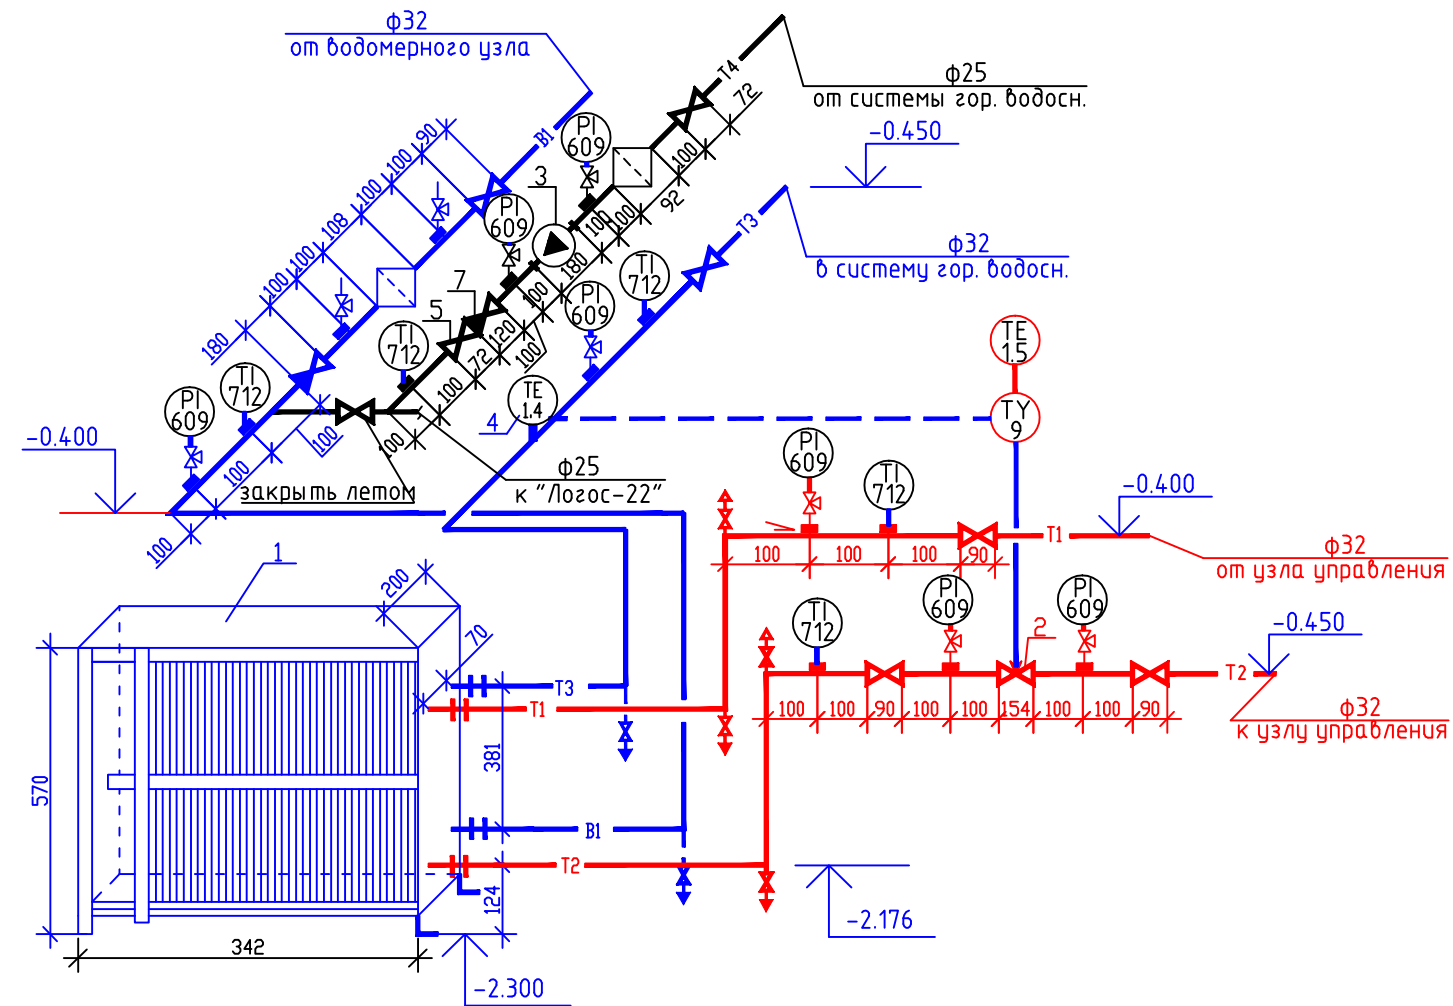 ф32
от водомерного узла
Т4
ф25
от системы гор. водосн.
72
-0.450
В1
90
100
100
PI
609
100
92
3
108
100
100
180
PI
609
100
100
Т3
ф32
в систему гор. водосн.
180
100
TI
712
PI
609
7
5
120
72
100
100
100
TI
712
TI
712
PI
609
100
100
TE
1.4
4
TE
1.5
TY
9
-0.400
закрыть летом
ф25
к "Логос-22"
100
100
PI
609
TI
712
-0.400
Т1
100
100
100
90
ф32
от узла управления
1
200
70
TI
712
PI
609
2
PI
609
-0.450
Т2
100
100
90
100
100
154
100
100
90
ф32
к узлу управления
Т3
Т1
381
570
В1
Т2
124
342
-2.176
-2.300